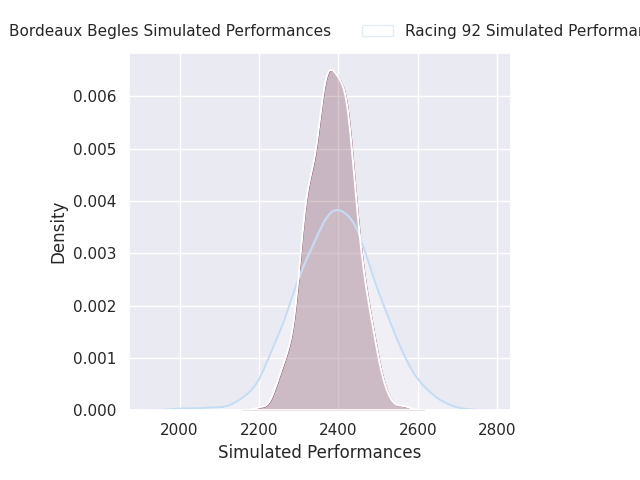 Bordeaux Begles Simulated Performances
Racing 92 Simulated
0.006
0.005
0.004
0.003
0.002
0.001
0.000
Density
2000 2200 2400 2600 2800
Simulated Performances